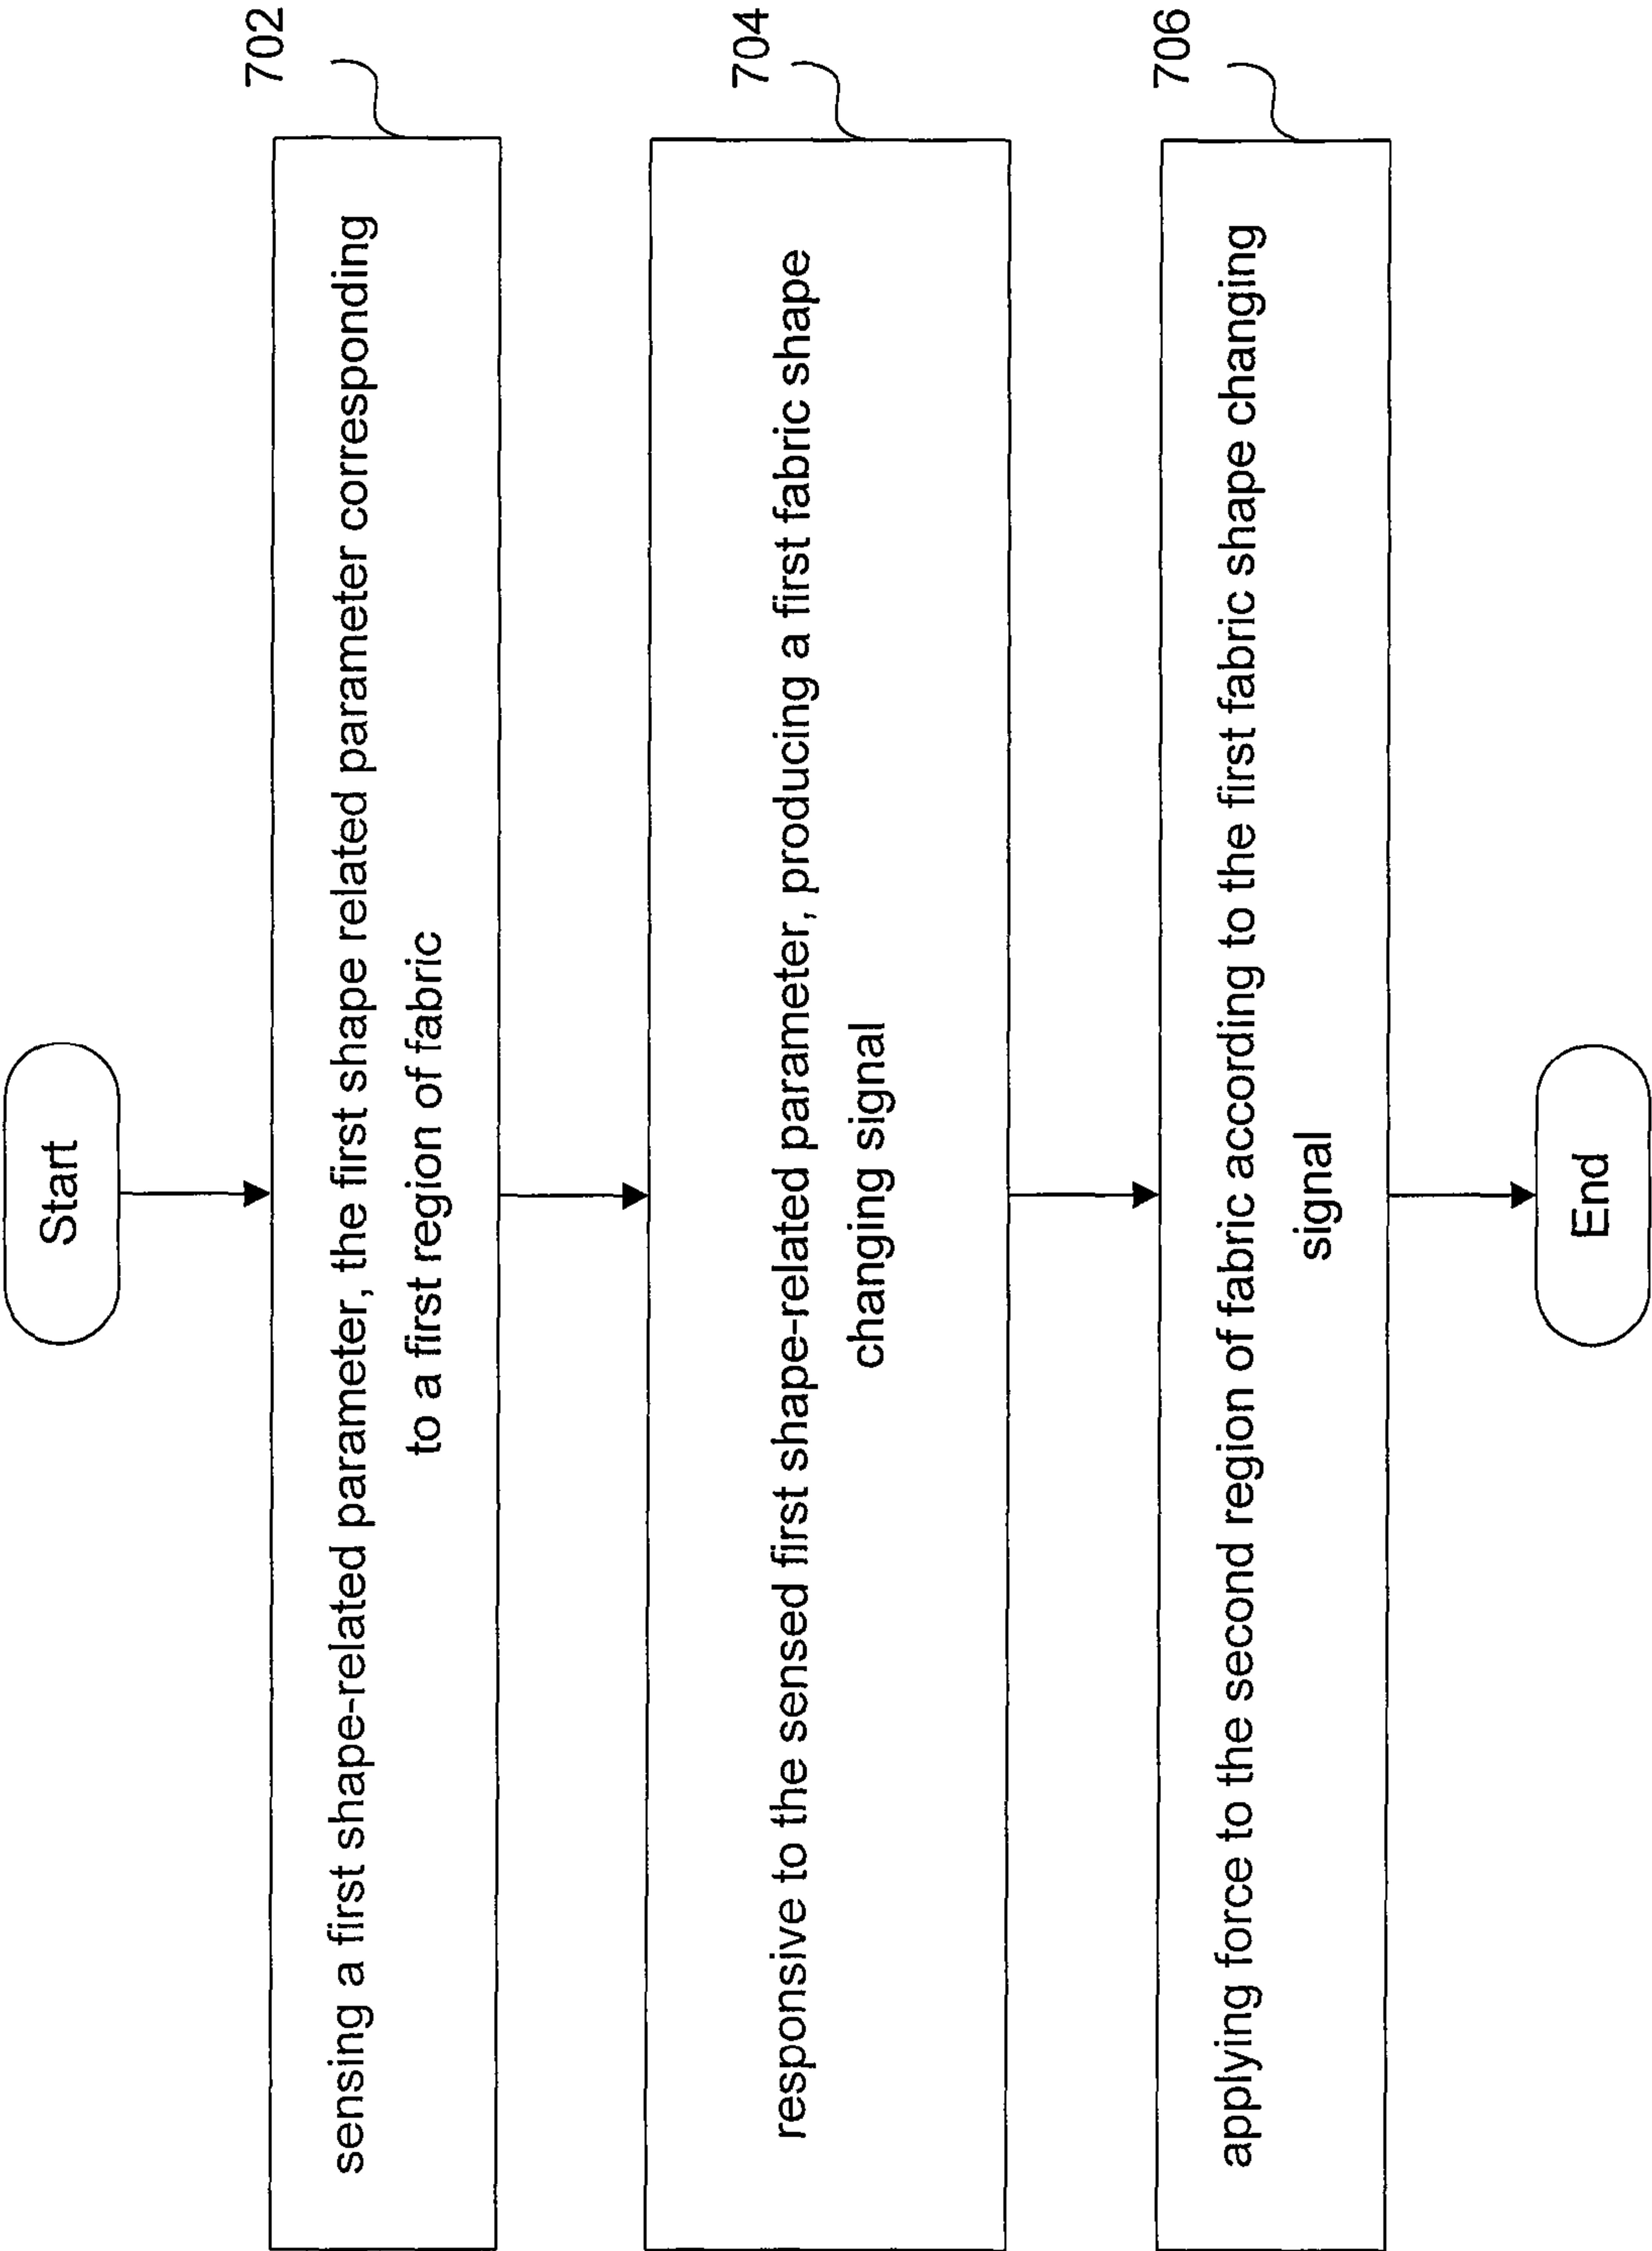 Start
702
sensing a first shape-related parameter, the first shape related parameter corresponding
to a first region of fabric
704
responsive to the sensed first shape-related parameter, producing a first fabric shape
changing signal
706
applying force to the second region of fabric according to the first fabric shape changing
signal
End